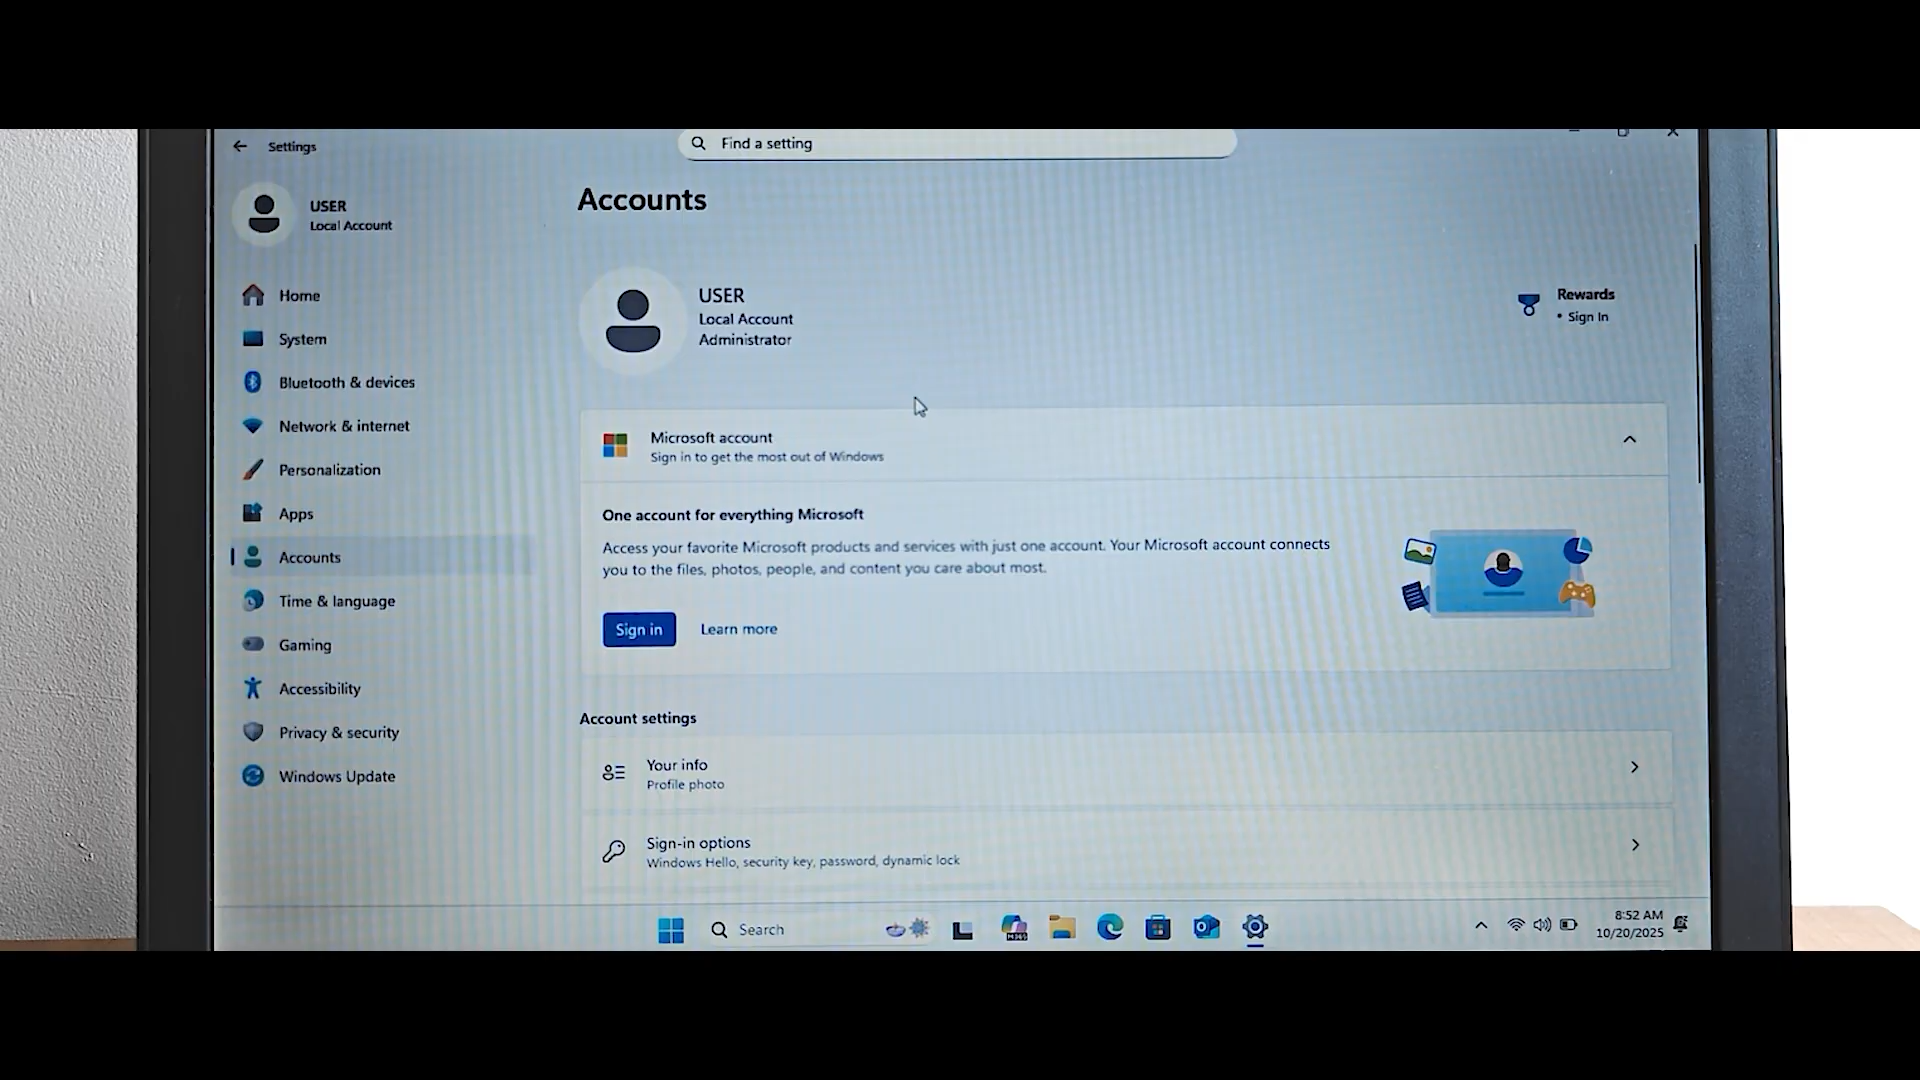 Settings
Find a setting
USER
Local Account
Home
System
Bluetooth & devices
Network & internet
Personalization
Apps
Accounts
Time & language
Gaming
Accessibility
Privacy & security
Windows Update
Accounts
USER
Local Account
Administrator
Rewards
• Sign In
Microsoft account
Sign in to get the most out of Windows
One account for everything Microsoft
Access your favorite Microsoft products and services with just one account. Your Microsoft account connects
you to the files, photos, people, and content you care about most.
Sign in
Learn more
Account settings
Your info
Profile photo
Sign-in options
Windows Hello, security key, password, dynamic lock
Search
M365
8:52 AM
10/20/2025